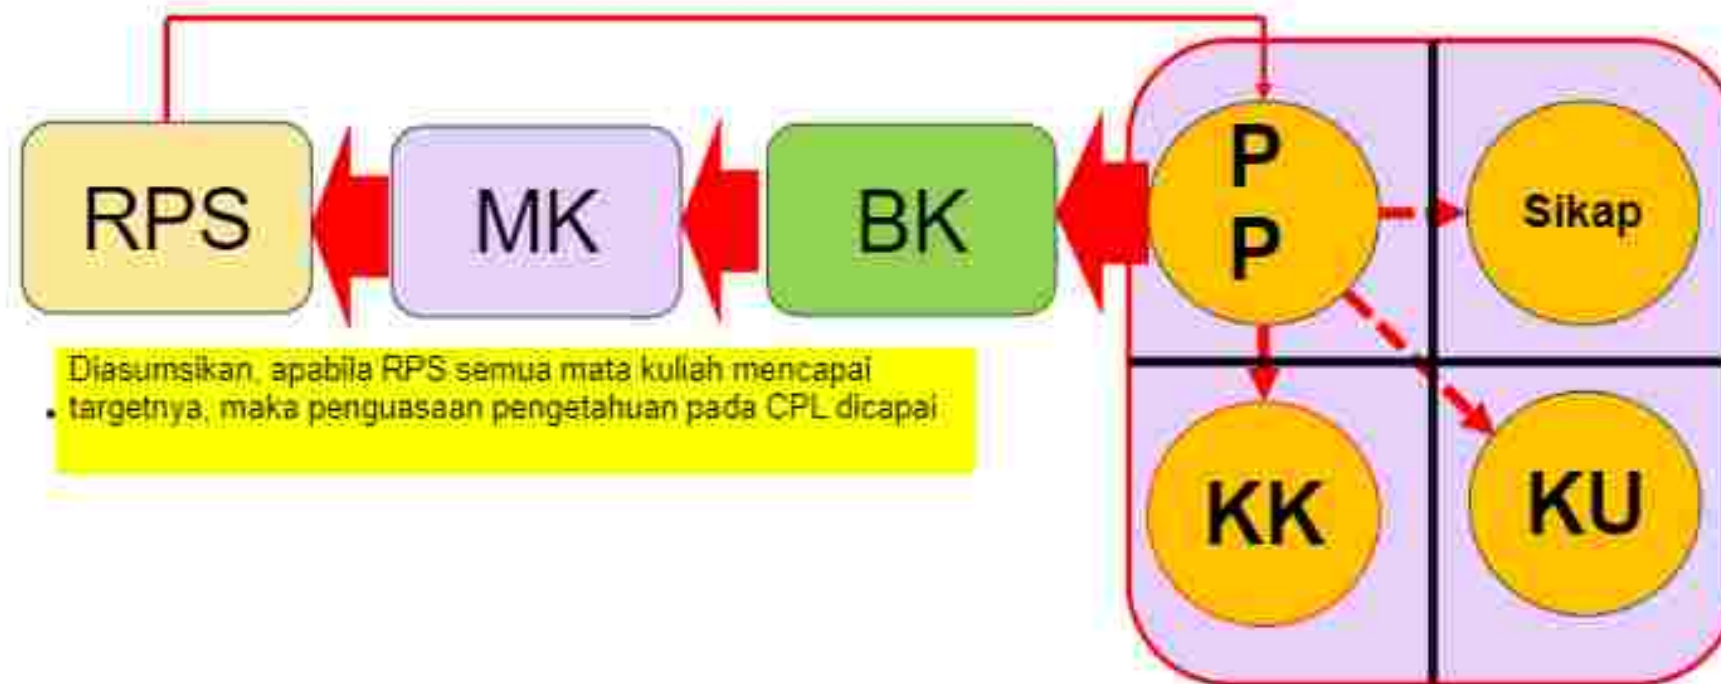 RPS
MK
BK
P
P
Sikap
Diasumsikan, apabila RPS semua mata kuliah mencapai
• targetnya, maka penguasaan pengetahuan pada CPL dicapai
KK
KU